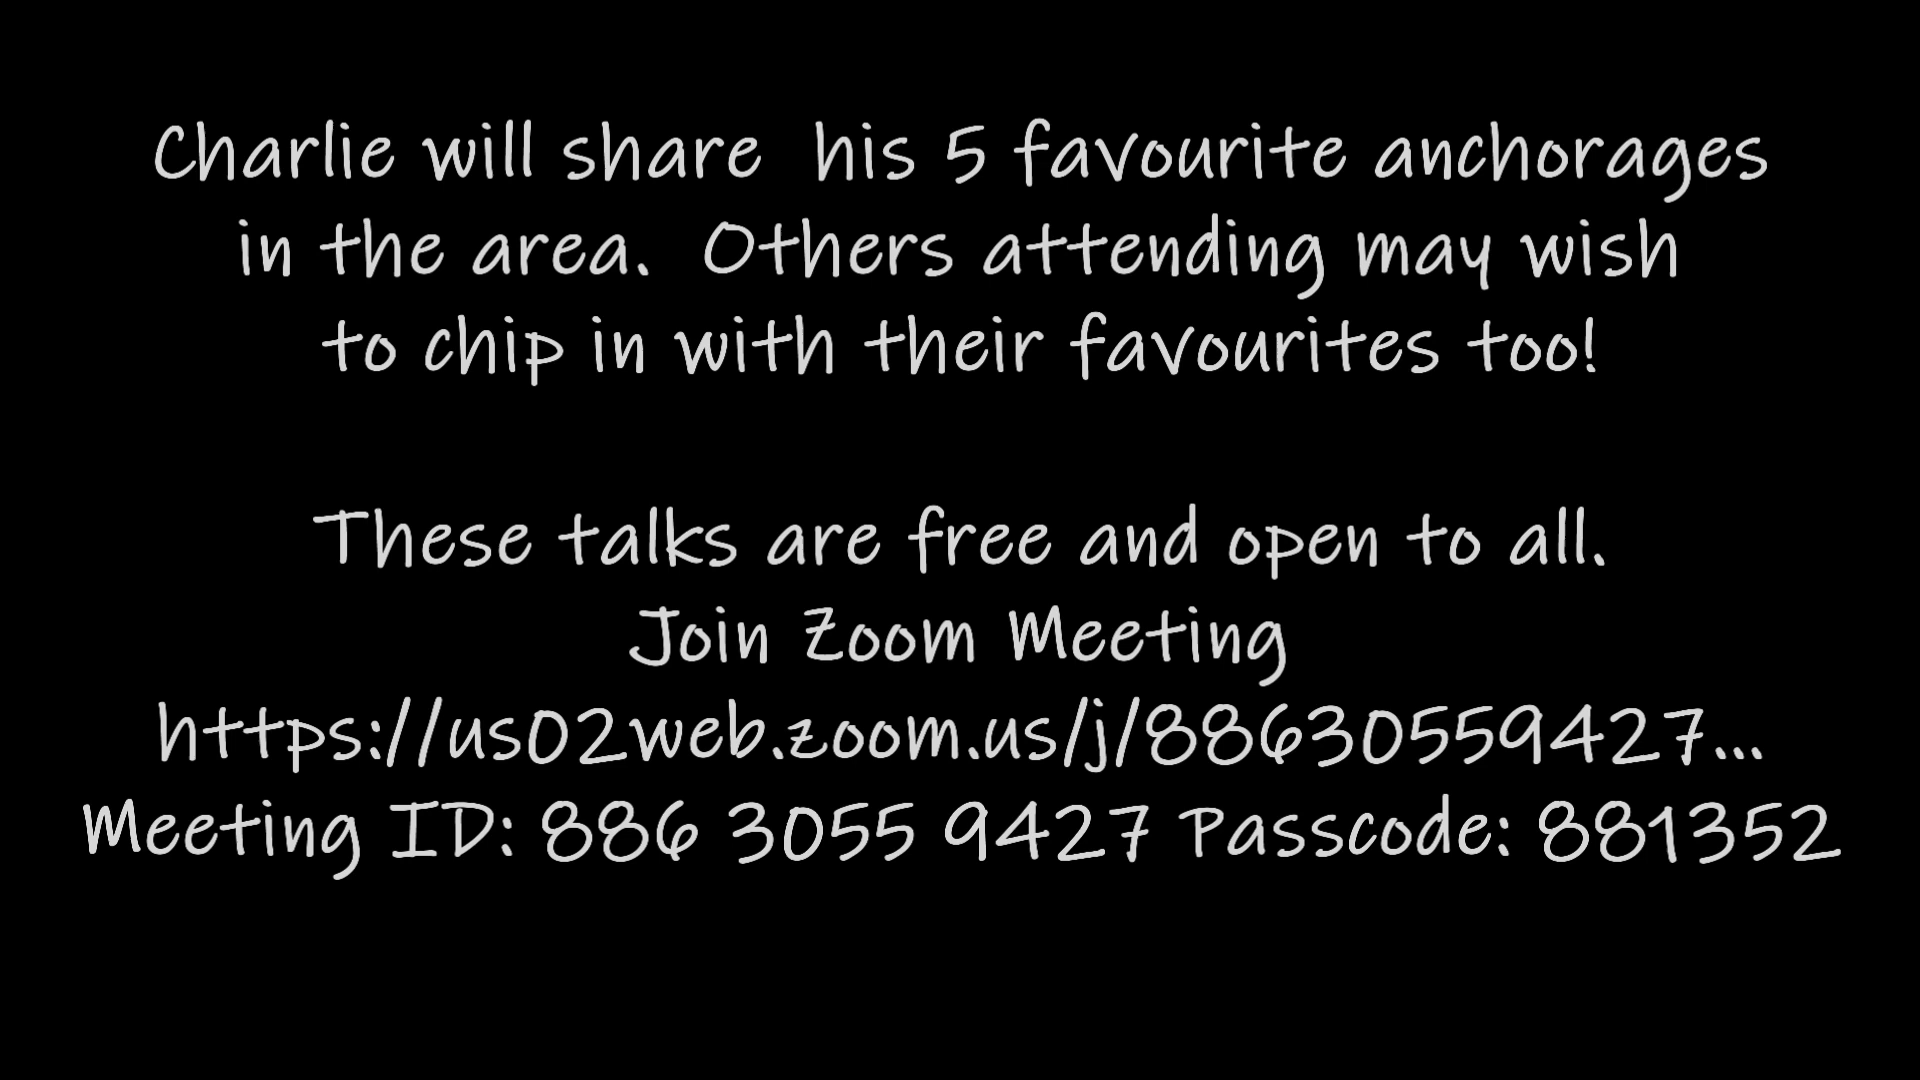 Charlie will share  his 5 favourite anchorages
in the area.  Others attending may wish
to chip in with their favourites too!
These talks are free and open to all.
Join Zoom Meeting
https://us02web.zoom.us/j/88630559427...
Meeting ID: 886 3055 9427 Passcode: 881352